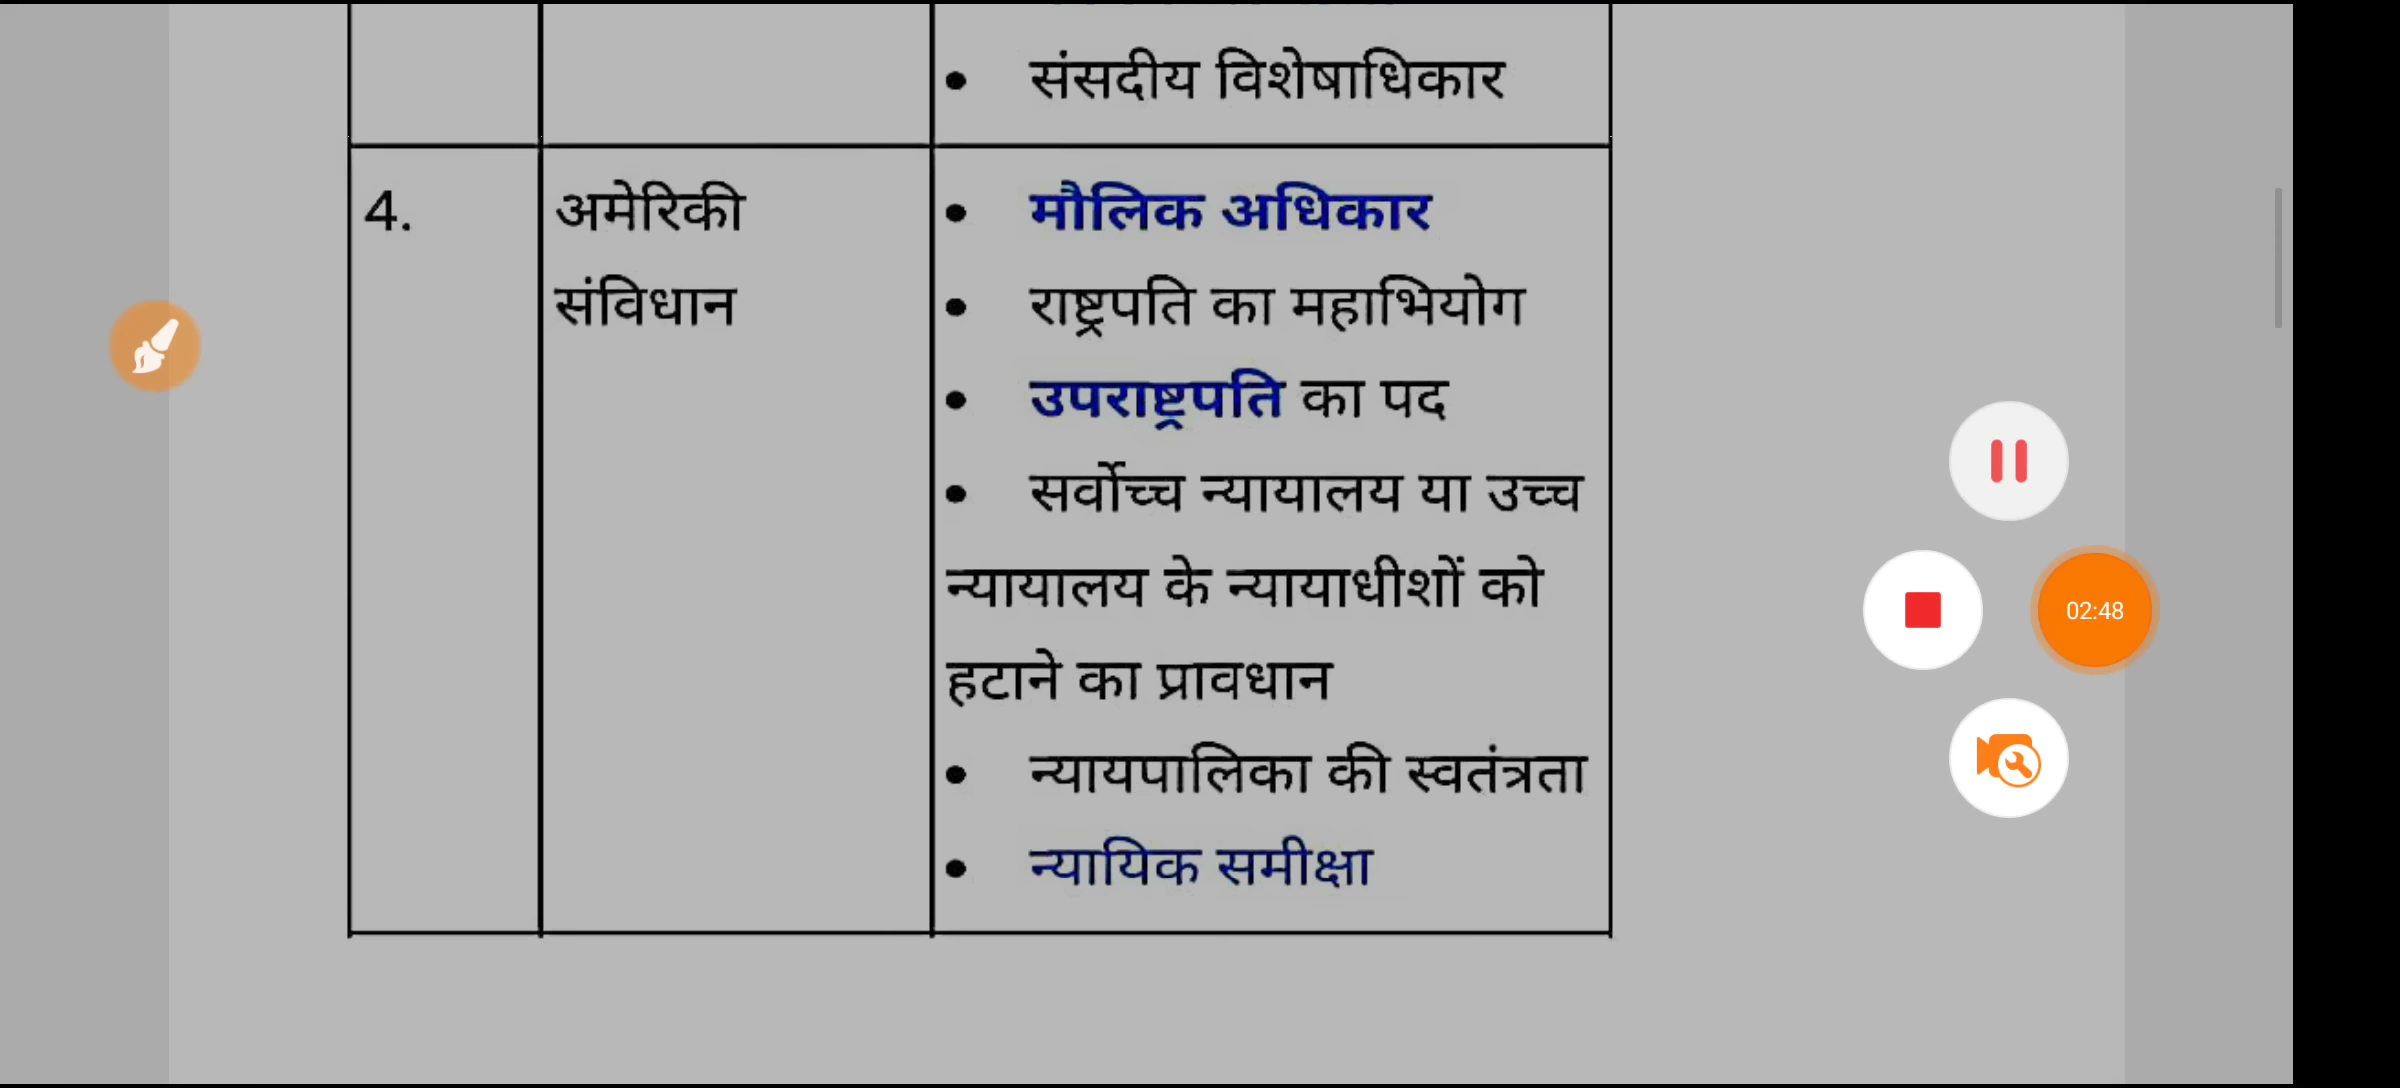 • संसदीय विशेषाधिकार
4. अमेरिकी संविधान
• मौलिक अधिकार
• राष्ट्रपति का महाभियोग
• उपराष्ट्रपति का पद
• सर्वोच्च न्यायालय या उच्च
न्यायालय के न्यायाधीशों को
हटाने का प्रावधान
• न्यायपालिका की स्वतंत्रता
• न्यायिक समीक्षा
02:48